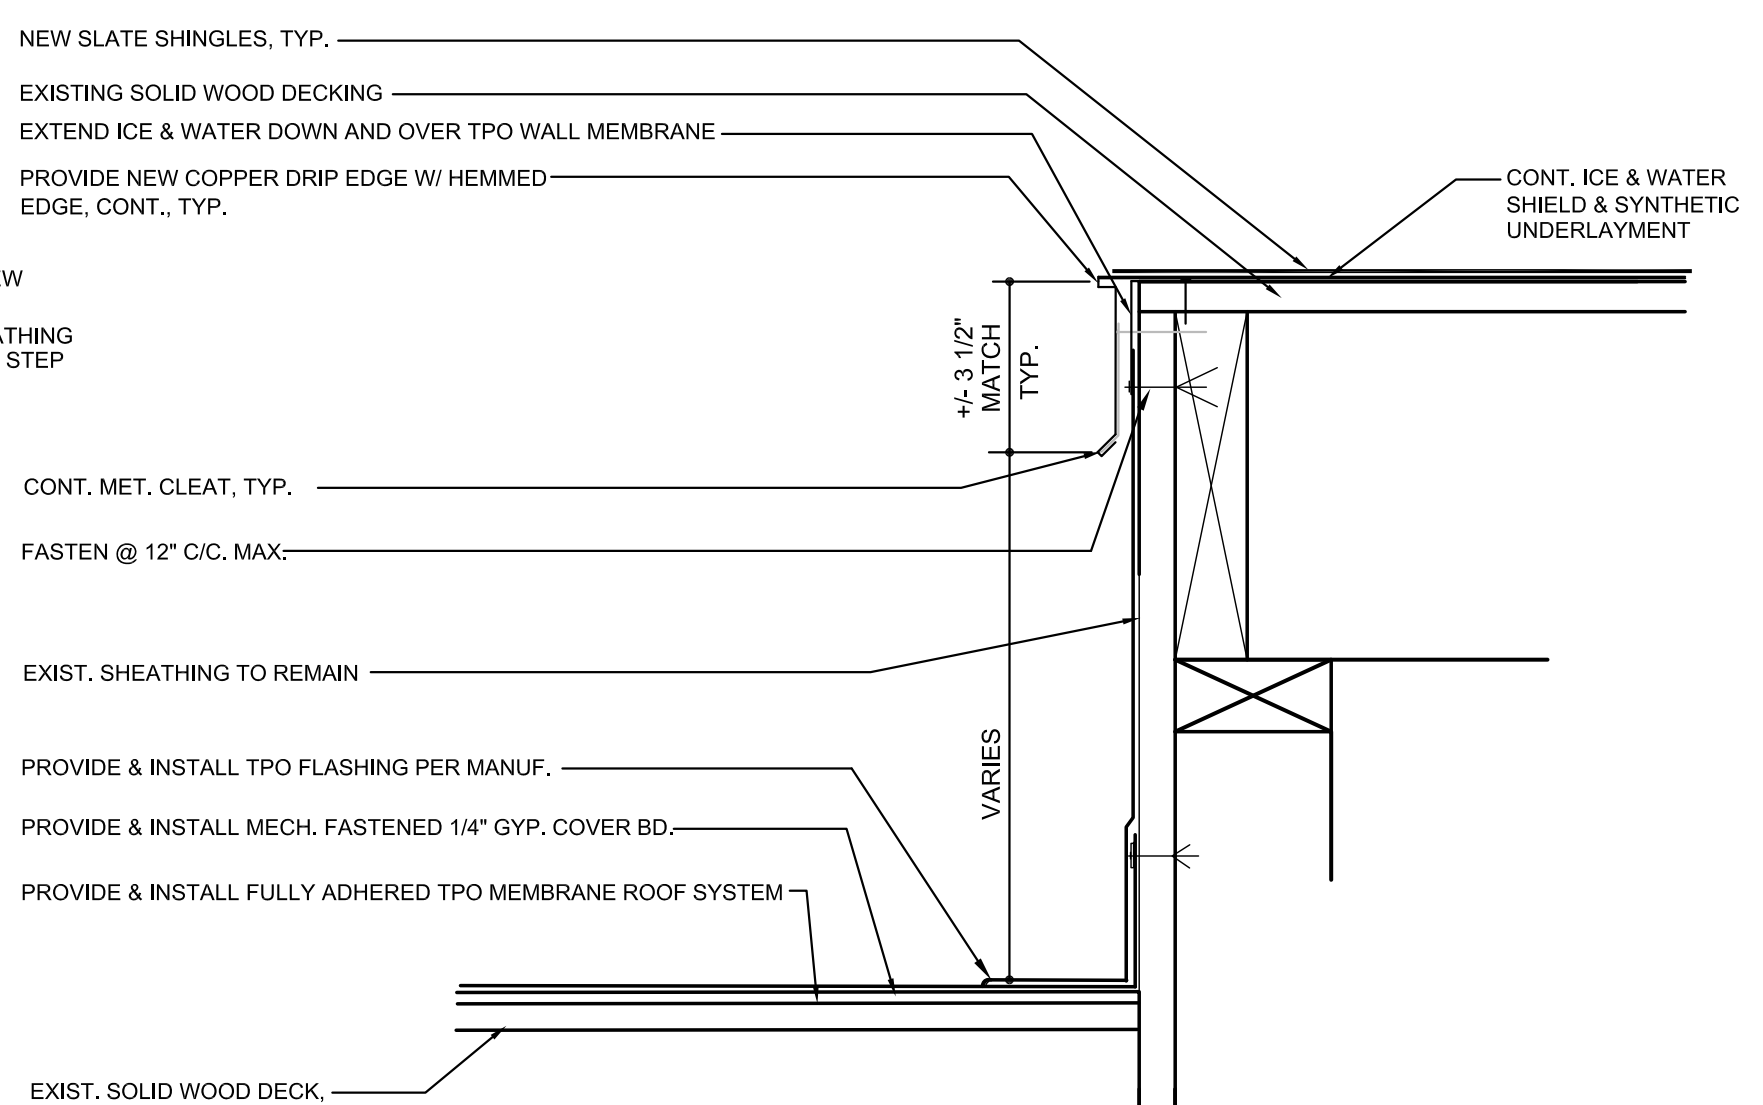 NEW SLATE SHINGLES, TYP.
EXISTING SOLID WOOD DECKING
EXTEND ICE & WATER DOWN AND OVER TPO WALL MEMBRANE
PROVIDE NEW COPPER DRIP EDGE W/ HEMMED
EDGE, CONT., TYP.
CONT. ICE & WATER
SHIELD & SYNTHETIC
UNDERLAYMENT
EW
ATHING
STEP
+/- 3 1/2"
MATCH
TYP.
CONT. MET. CLEAT, TYP.
FASTEN @ 12" C/C. MAX.
EXIST. SHEATHING TO REMAIN
VARIES
PROVIDE & INSTALL TPO FLASHING PER MANUF.
PROVIDE & INSTALL MECH. FASTENED 1/4" GYP. COVER BD.
PROVIDE & INSTALL FULLY ADHERED TPO MEMBRANE ROOF SYSTEM
EXIST. SOLID WOOD DECK,